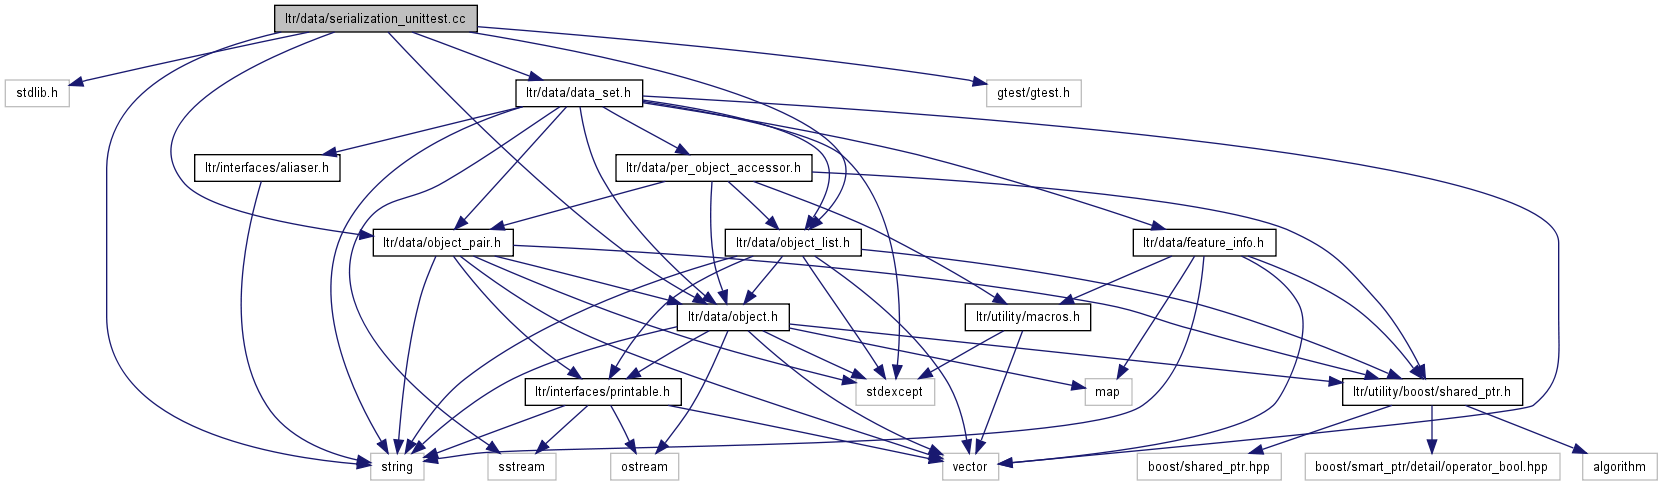 ltr/data/serialization_unittest.cc
stdlib.h
ltr/data/data_set.h
gtest/gtest.h
ltr/interfaces/aliaser.h
ltr/data/per_object_accessor.h
ltr/data/object_pair.h
ltr/data/object_list.h
ltr/data/feature_info.h
ltr/data/object.h
ltr/utility/macros.h
ltr/interfaces/printable.h
stdexcept
map
ltr/utility/boost/shared_ptr.h
string
sstream
ostream
vector
boost/shared_ptr.hpp
boost/smart_ptr/detail/operator_bool.hpp
algorithm